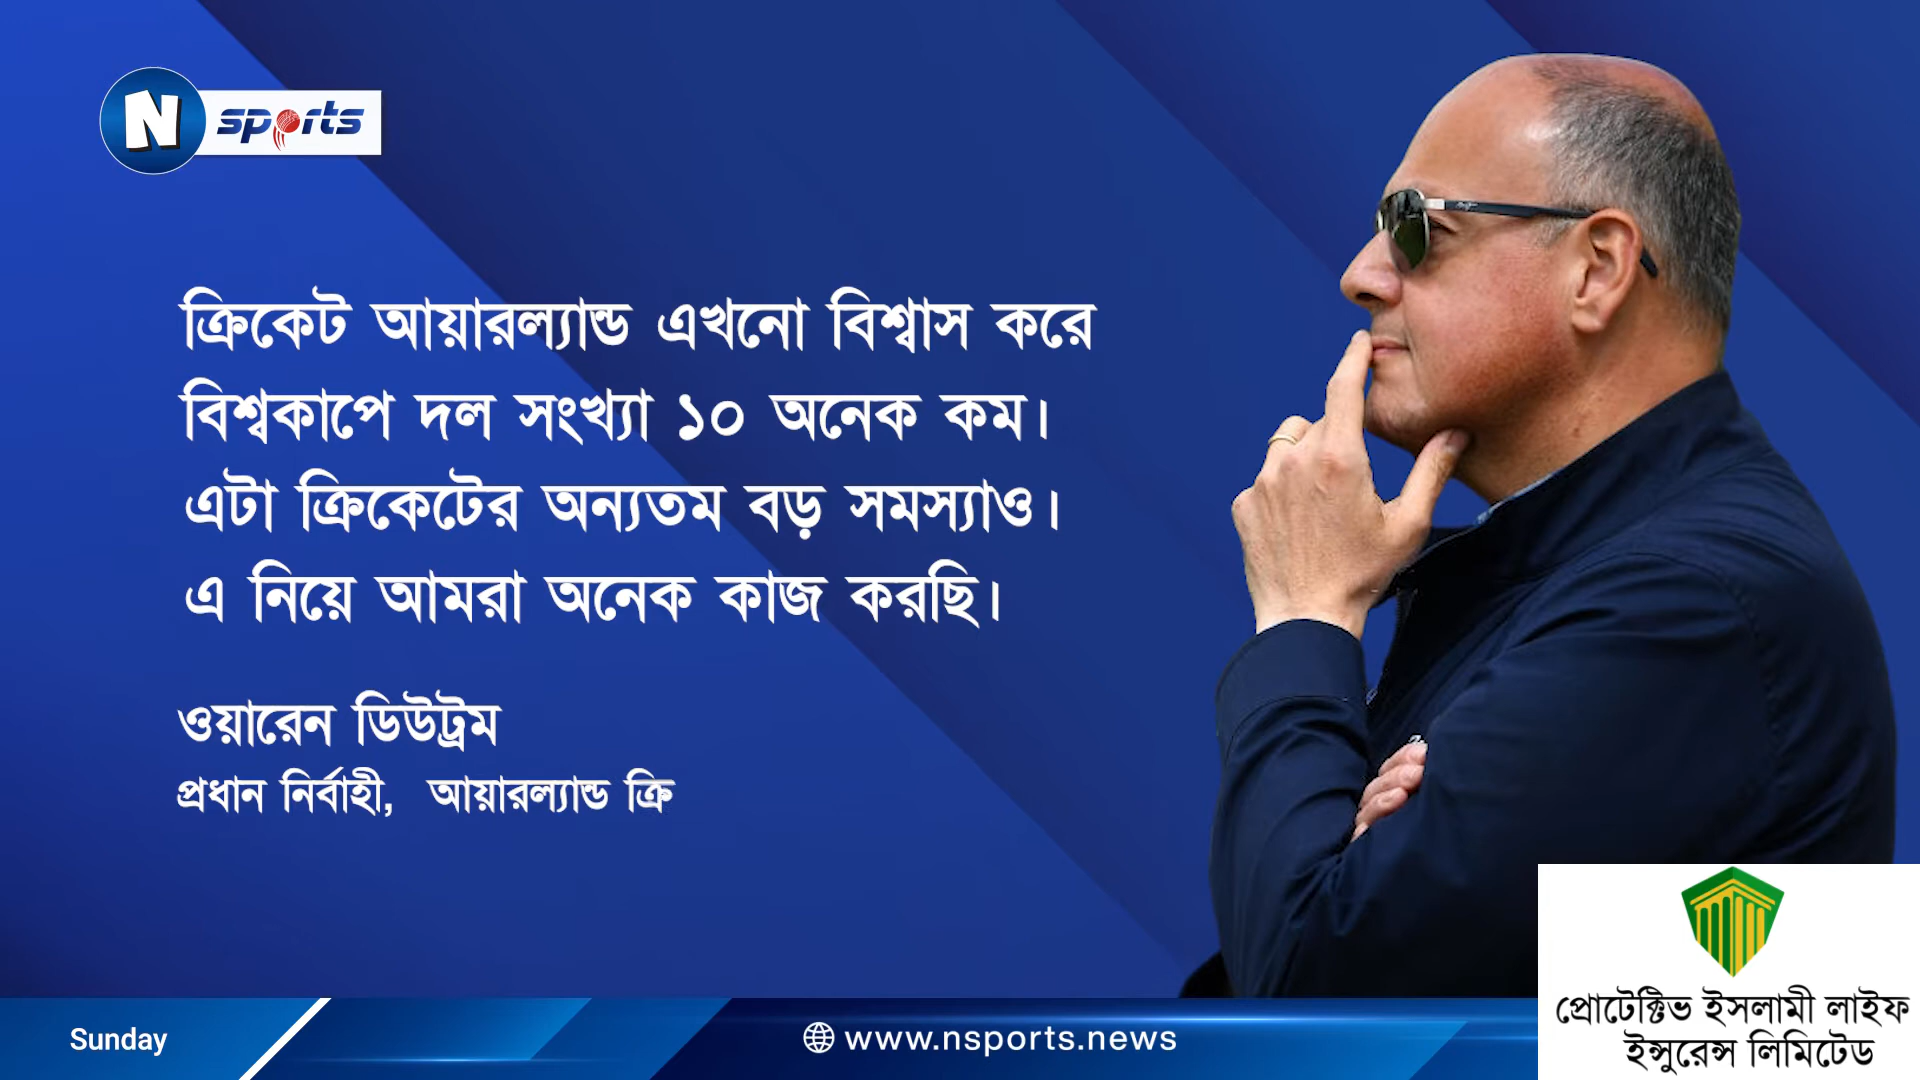 N sports
ক্রিকেট আয়ারল্যান্ড এখনো বিশ্বাস করে
বিশ্বকাপে দল সংখ্যা ১০ অনেক কম।
এটা ক্রিকেটের অন্যতম বড় সমস্যাও।
এ নিয়ে আমরা অনেক কাজ করছি।
ওয়ারেন ডিউট্রম
প্রধান নির্বাহী, আয়ারল্যান্ড ক্রি
Sunday
www.nsports.news
প্রোটেক্টিভ ইসলামী লাইফ
ইন্সুরেন্স লিমিটেড